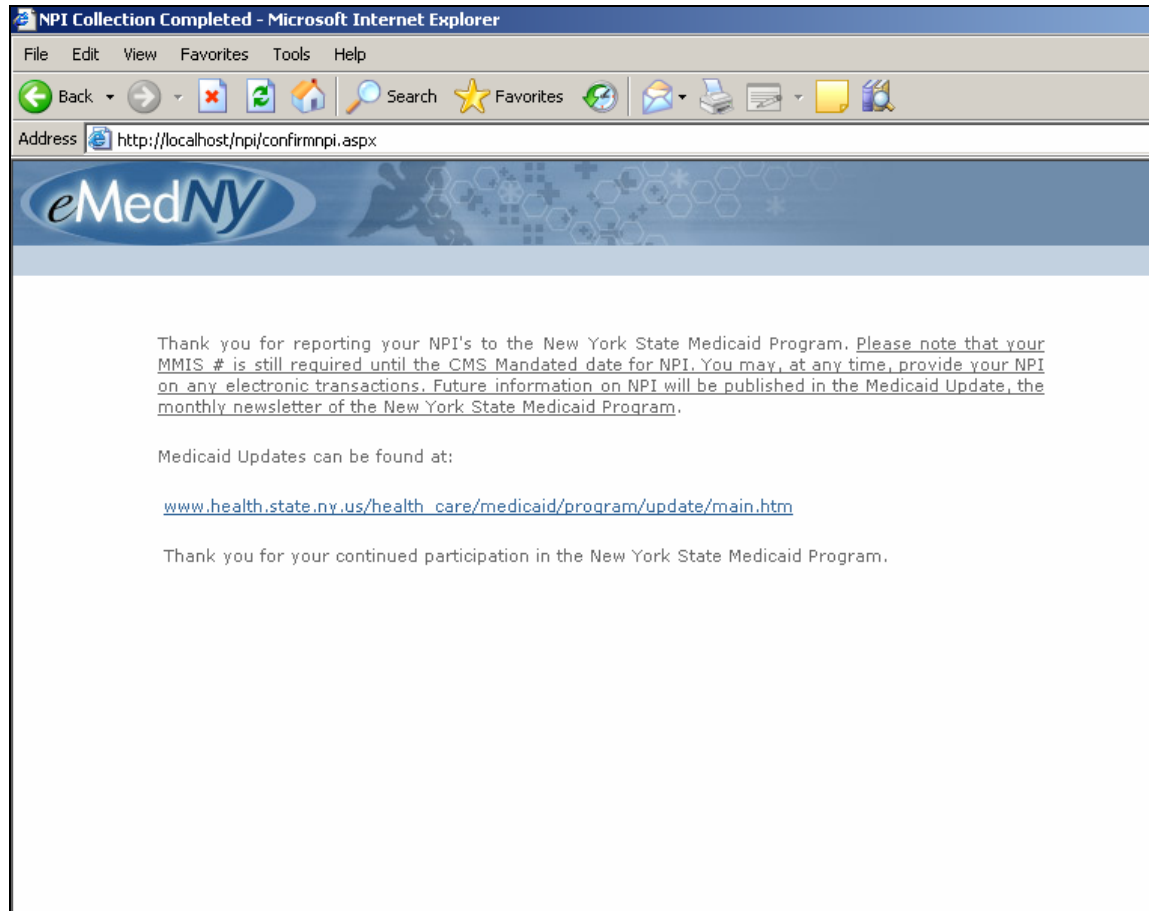 NPI Collection Completed - Microsoft Internet Explorer
File Edit View Favorites Tools Help
Back Search Favorites
Address http://localhost/npi/confirmnpi.aspx
eMedNY
Thank you for reporting your NPI's to the New York State Medicaid Program. Please note that your
MMIS # is still required until the CMS Mandated date for NPI. You may, at any time, provide your NPI
on any electronic transactions. Future information on NPI will be published in the Medicaid Update, the
monthly newsletter of the New York State Medicaid Program.
Medicaid Updates can be found at:
www.health.state.ny.us/health_care/medicaid/program/update/main.htm
Thank you for your continued participation in the New York State Medicaid Program.